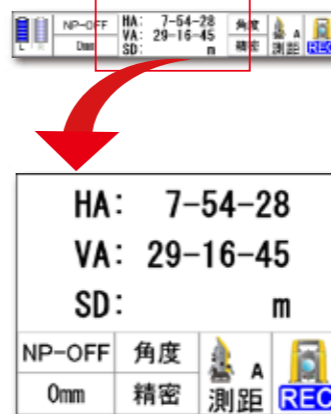 L R
NP-OFF
0mm
HA: 7-54-28
VA: 29-16-45
SD: m
角度
精密
A
測距
REC
HA: 7-54-28
VA: 29-16-45
SD: m
NP-OFF 角度
0mm 精密
A
測距 REC